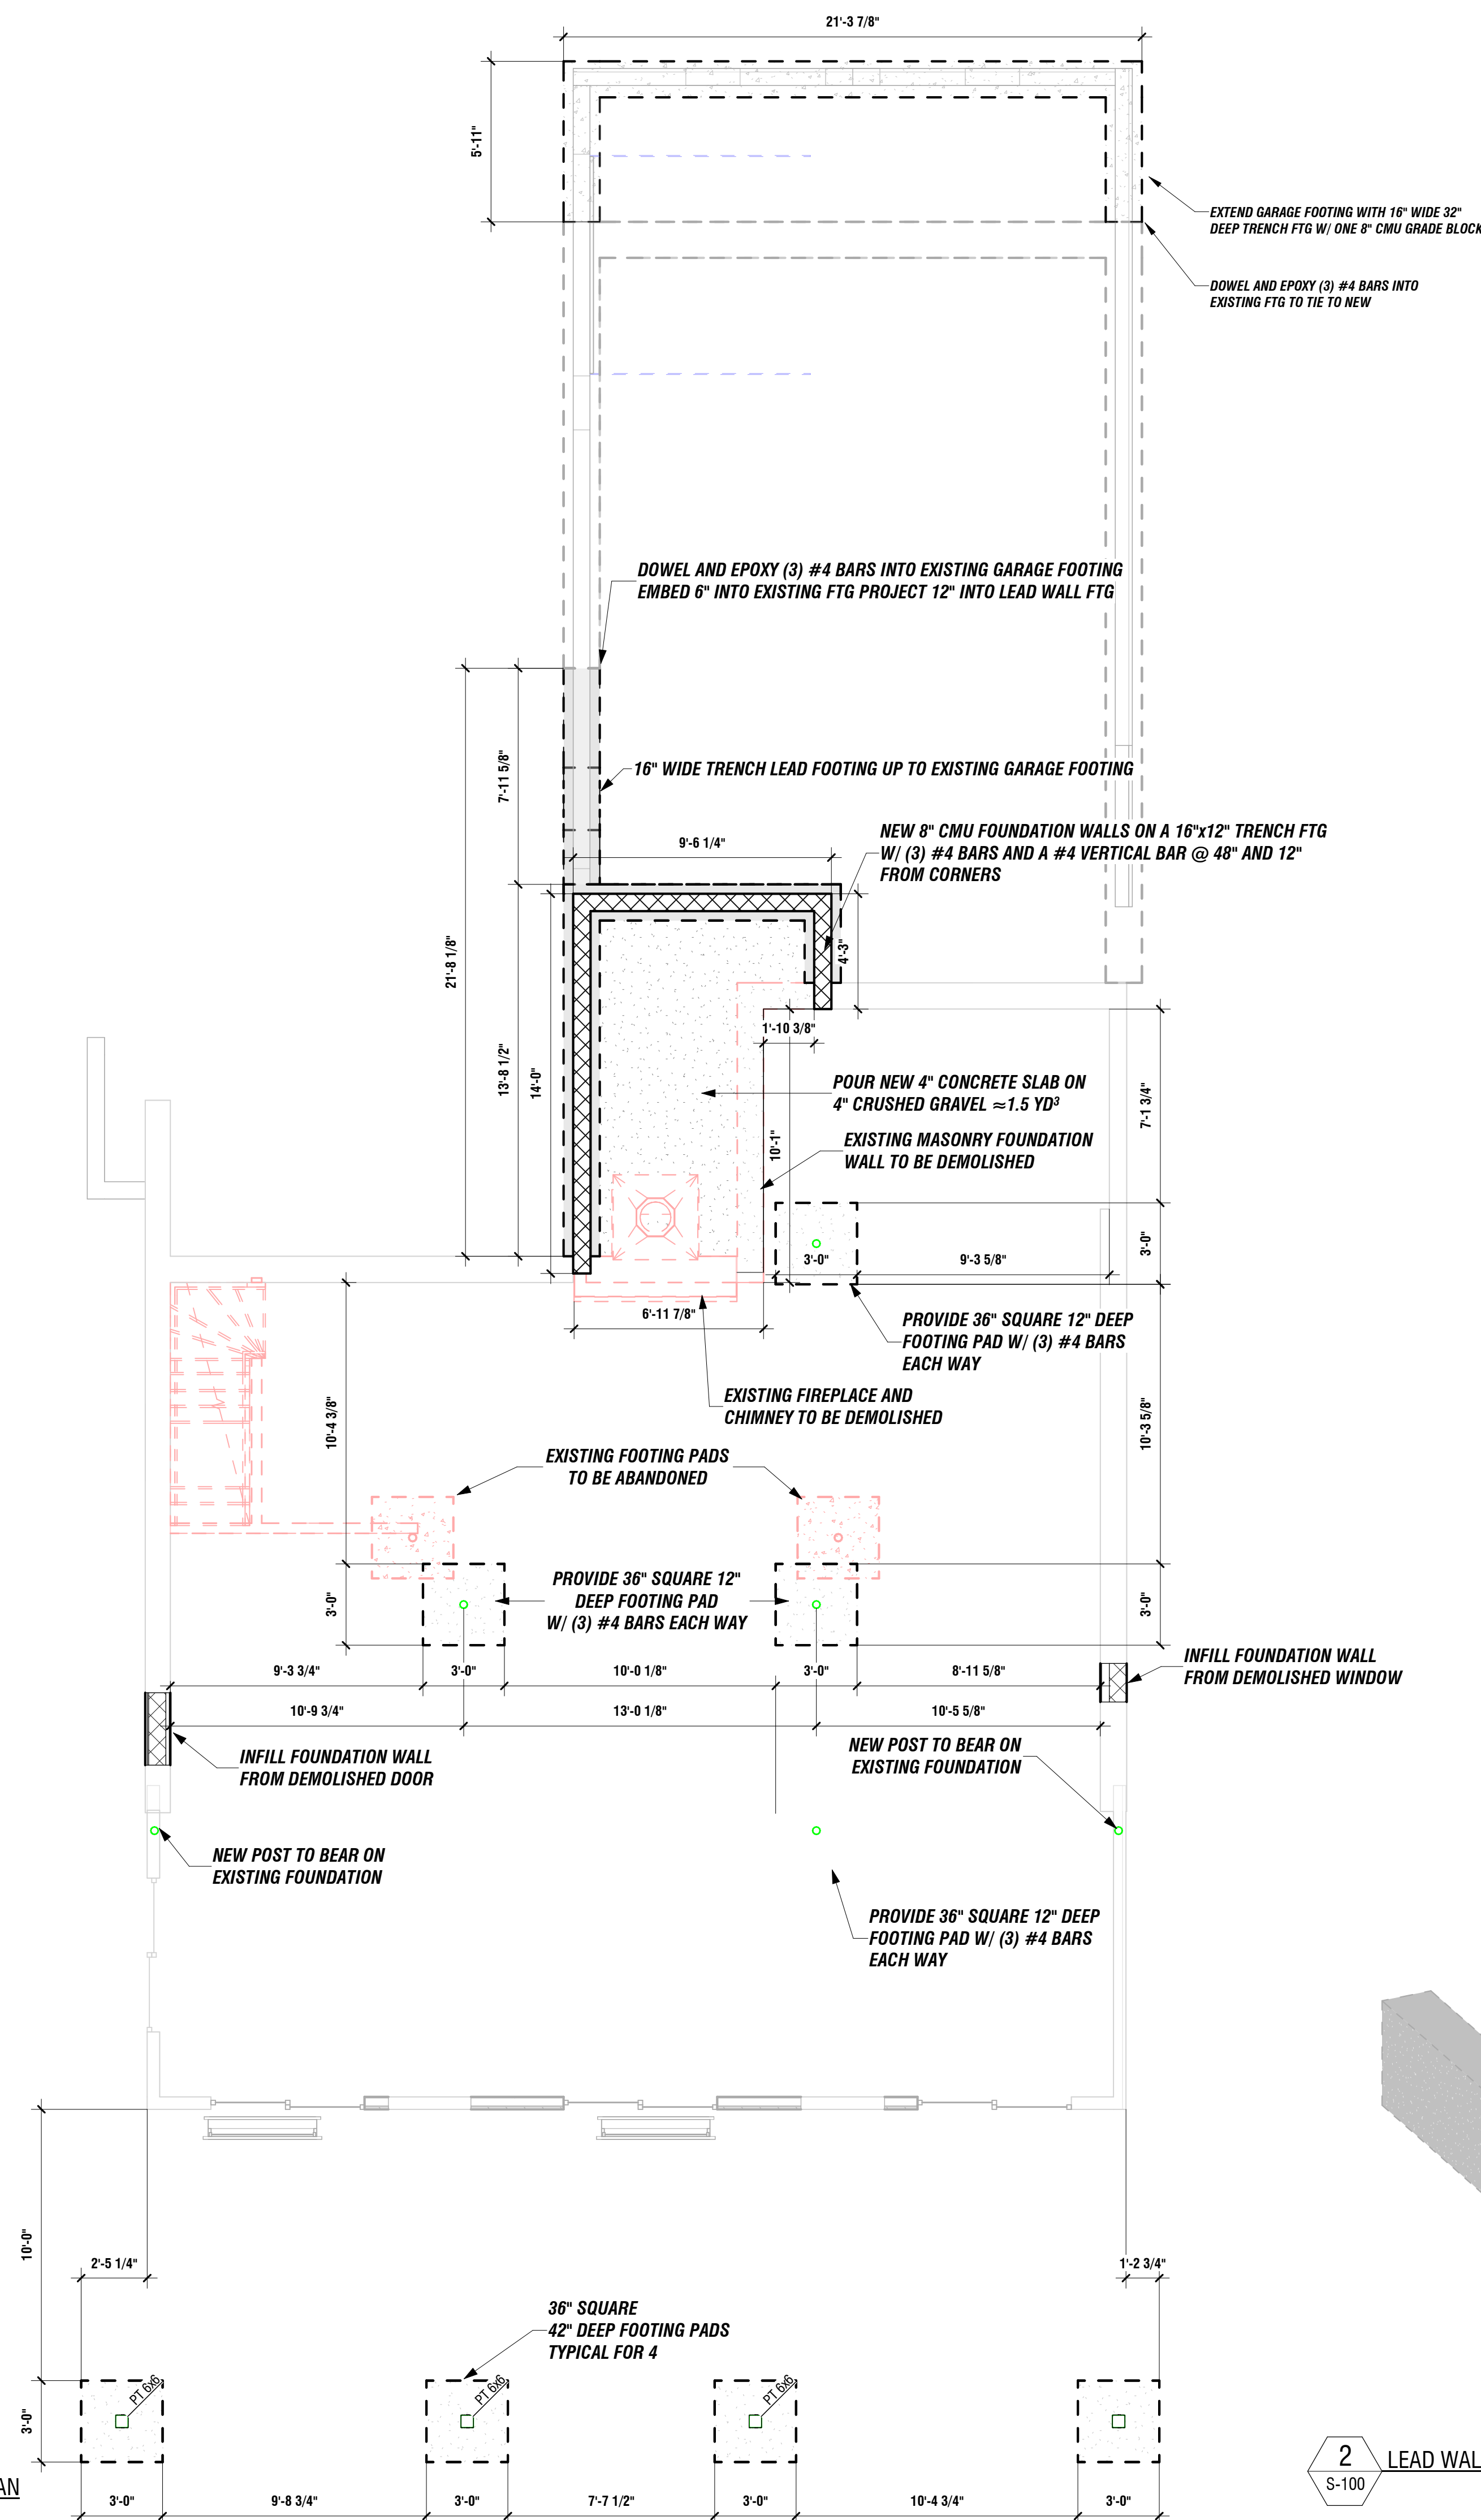 21'-3 7/8"
5'-11"
EXTEND GARAGE FOOTING WITH 16" WIDE 32"
DEEP TRENCH FTG W/ ONE 8" CMU GRADE BLOCK
DOWEL AND EPOXY (3) #4 BARS INTO
EXISTING FTG TO TIE TO NEW
DOWEL AND EPOXY (3) #4 BARS INTO EXISTING GARAGE FOOTING
EMBED 6" INTO EXISTING FTG PROJECT 12" INTO LEAD WALL FTG
7'-11 5/8"
16" WIDE TRENCH LEAD FOOTING UP TO EXISTING GARAGE FOOTING
NEW 8" CMU FOUNDATION WALLS ON A 16"x12" TRENCH FTG
W/ (3) #4 BARS AND A #4 VERTICAL BAR @ 48" AND 12"
FROM CORNERS
9'-6 1/4"
21'-8 1/8"
4'-3"
1'-10 3/8"
13'-8 1/2"
14'-0"
POUR NEW 4" CONCRETE SLAB ON
4" CRUSHED GRAVEL ≈1.5 YD³
7'-1 3/4"
10'-1"
EXISTING MASONRY FOUNDATION
WALL TO BE DEMOLISHED
3'-0"
3'-0"
9'-3 5/8"
6'-11 7/8"
PROVIDE 36" SQUARE 12" DEEP
FOOTING PAD W/ (3) #4 BARS
EACH WAY
EXISTING FIREPLACE AND
CHIMNEY TO BE DEMOLISHED
10'-4 3/8"
10'-3 5/8"
EXISTING FOOTING PADS
TO BE ABANDONED
PROVIDE 36" SQUARE 12"
DEEP FOOTING PAD
W/ (3) #4 BARS EACH WAY
3'-0"
3'-0"
INFILL FOUNDATION WALL
FROM DEMOLISHED WINDOW
9'-3 3/4"
3'-0"
10'-0 1/8"
3'-0"
8'-11 5/8"
10'-9 3/4"
13'-0 1/8"
10'-5 5/8"
INFILL FOUNDATION WALL
FROM DEMOLISHED DOOR
NEW POST TO BEAR ON
EXISTING FOUNDATION
NEW POST TO BEAR ON
EXISTING FOUNDATION
PROVIDE 36" SQUARE 12" DEEP
FOOTING PAD W/ (3) #4 BARS
EACH WAY
10'-0"
2'-5 1/4"
1'-2 3/4"
36" SQUARE
42" DEEP FOOTING PADS
TYPICAL FOR 4
PT 6x6
PT 6x6
PT 6x6
3'-0"
AN
2
S-100
LEAD WAL
3'-0"
9'-8 3/4"
3'-0"
7'-7 1/2"
3'-0"
10'-4 3/4"
3'-0"